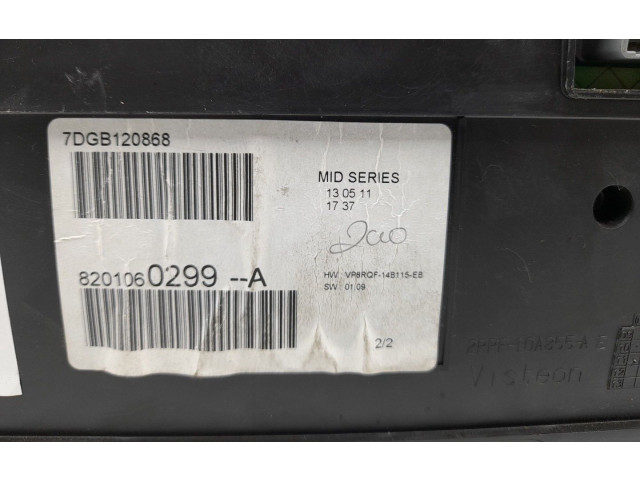 7DGB120868
MID SERIES
13 05 11
17 37
200
HW: VP8RQF-14B115-EB
SW: 01.09
8201060299 --A
2/2
Visteon